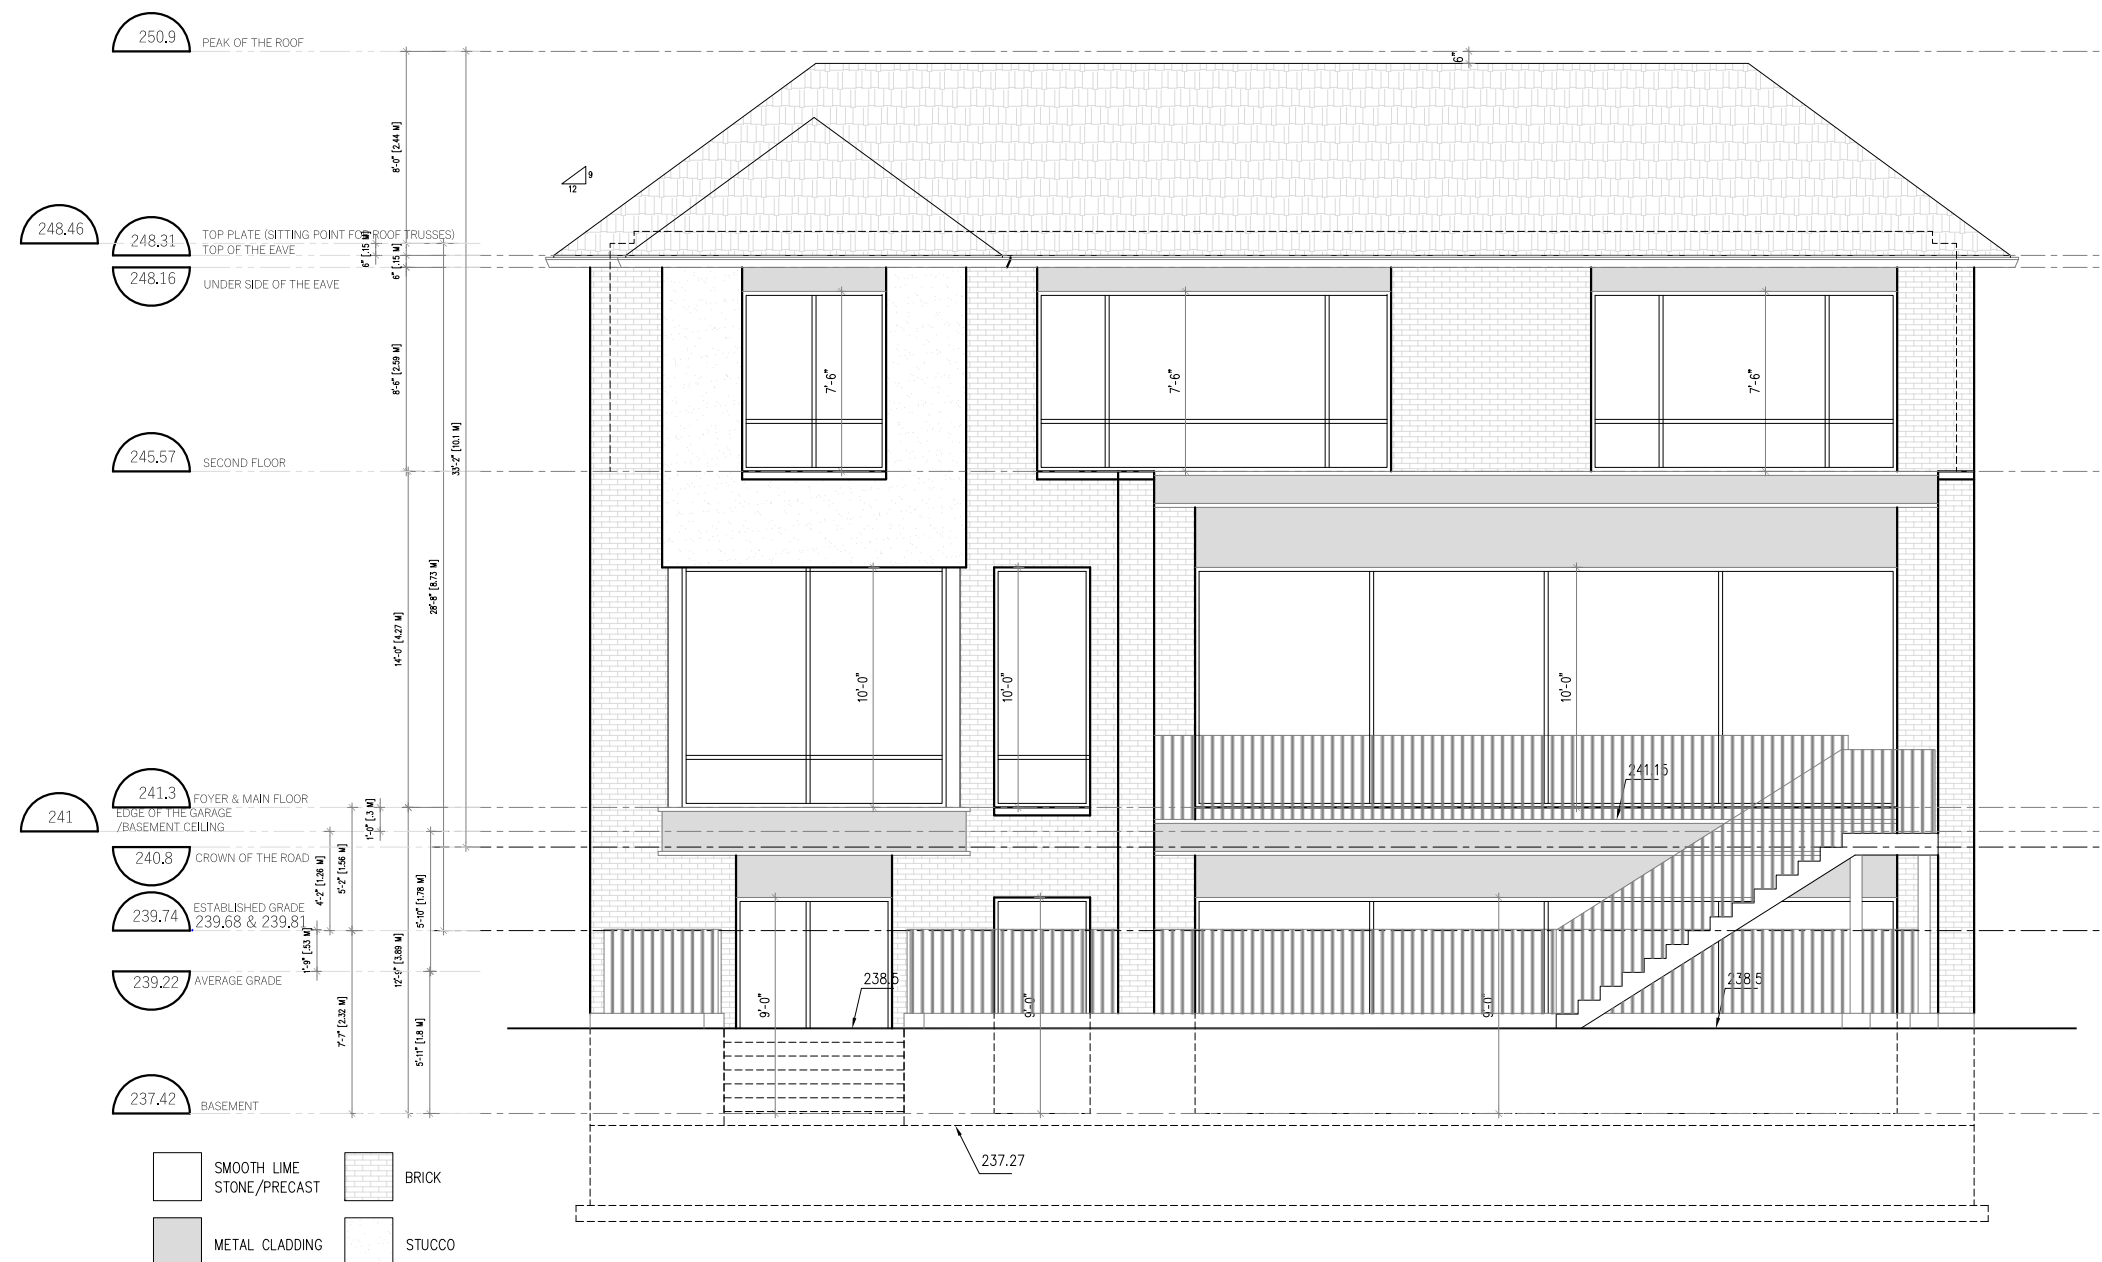 250.9
PEAK OF THE ROOF
6"
8'-0" [2.44 M]
9
12
248.46
248.31
TOP PLATE (SITTING POINT FOR ROOF TRUSSES)
TOP OF THE EAVE
6" [.15 M]
6" [.15 M]
248.16
UNDER SIDE OF THE EAVE
8'-6" [2.59 M]
7'-6"
7'-6"
7'-6"
33'-2" [10.1 M]
245.57
SECOND FLOOR
28'-8" [8.73 M]
14'-0" [4.27 M]
10'-0"
10'-0"
10'-0"
241.15
241.3
FOYER & MAIN FLOOR
241
EDGE OF THE GARAGE
/BASEMENT CEILING
1'-0" [.3 M]
240.8
CROWN OF THE ROAD
4'-2" [1.26 M]
5'-2" [1.56 M]
5'-10" [1.78 M]
239.74
ESTABLISHED GRADE
239.68 & 239.81
1'-9" [.53 M]
12'-9" [3.89 M]
239.22
AVERAGE GRADE
238.5
238.5
9'-0"
9'-0"
9'-0"
7'-7" [2.32 M]
5'-11" [1.8 M]
237.42
BASEMENT
237.27
SMOOTH LIME
STONE/PRECAST
BRICK
METAL CLADDING
STUCCO